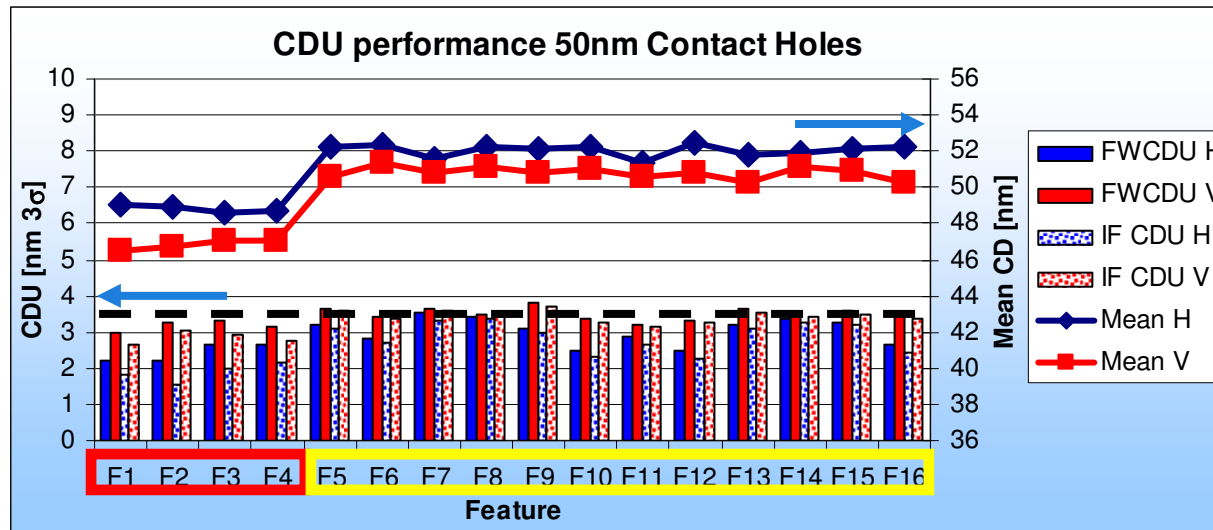 CDU performance 50nm Contact Holes
CDU [nm 3σ]
10
9
8
7
6
5
4
3
2
1
0
56
54
52
50
48
46
44
42
40
38
36
Mean CD [nm]
F1 F2 F3 F4 F5 F6 F7 F8 F9 F10 F11 F12 F13 F14 F15 F16
Feature
FWCDU H
FWCDU V
IF CDU H
IF CDU V
Mean H
Mean V